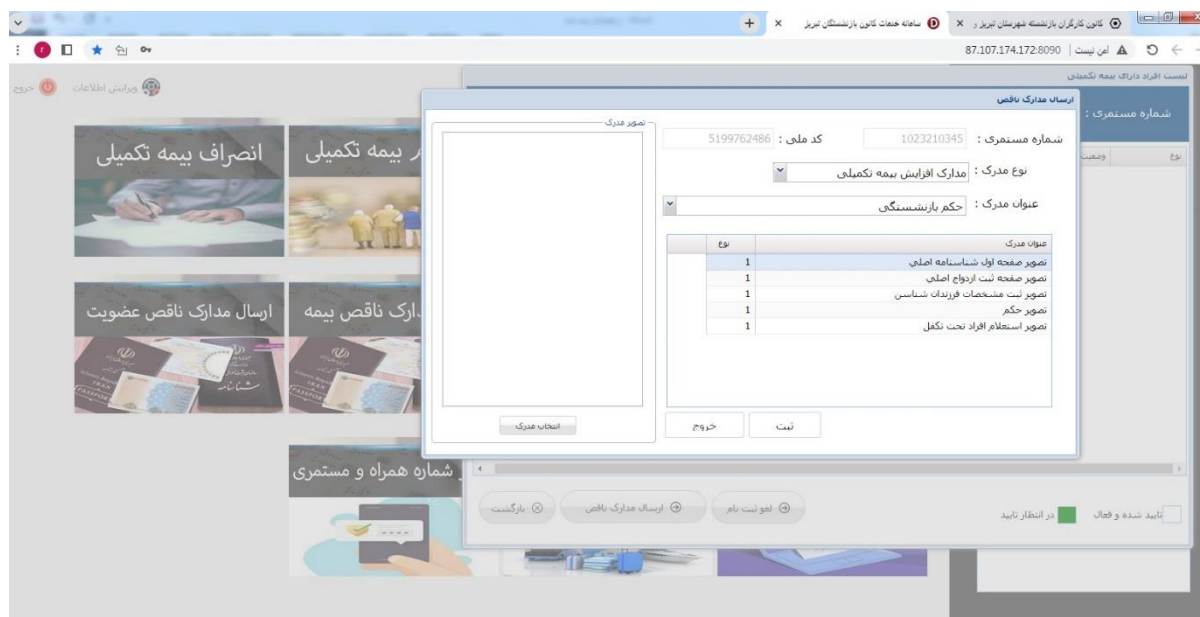 کانون کارگران بازنشسته شهرستان تبریز
سامانه خدمات کانون بازنشستگان تبریز
امن نیست
87.107.174.172:8090
لیست افراد دارای بیمه تکمیلی
ویرایش اطلاعات
خروج
شماره مستمری :
نوع
وضعیت
ارسال مدارک ناقص
شماره مستمری : 1023210345
کد ملی : 5199762486
نوع مدرک : مدارک افزایش بیمه تکمیلی
عنوان مدرک : حکم بازنشستگی
عنوان مدرک
نوع
تصویر صفحه اول شناسنامه اصلی 1
تصویر صفحه ثبت ازدواج اصلی 1
تصویر ثبت مشخصات فرزندان شناسن 1
تصویر حکم 1
تصویر استعلام افراد تحت تکفل 1
ثبت
خروج
تصویر مدرک
انتخاب مدرک
بیمه تکمیلی
انصراف بیمه تکمیلی
ناقص بیمه
ارسال مدارک ناقص عضویت
شماره همراه و مستمری
تایید شده و فعال
در انتظار تایید
لغو ثبت نام
ارسال مدارک ناقص
بازگشت